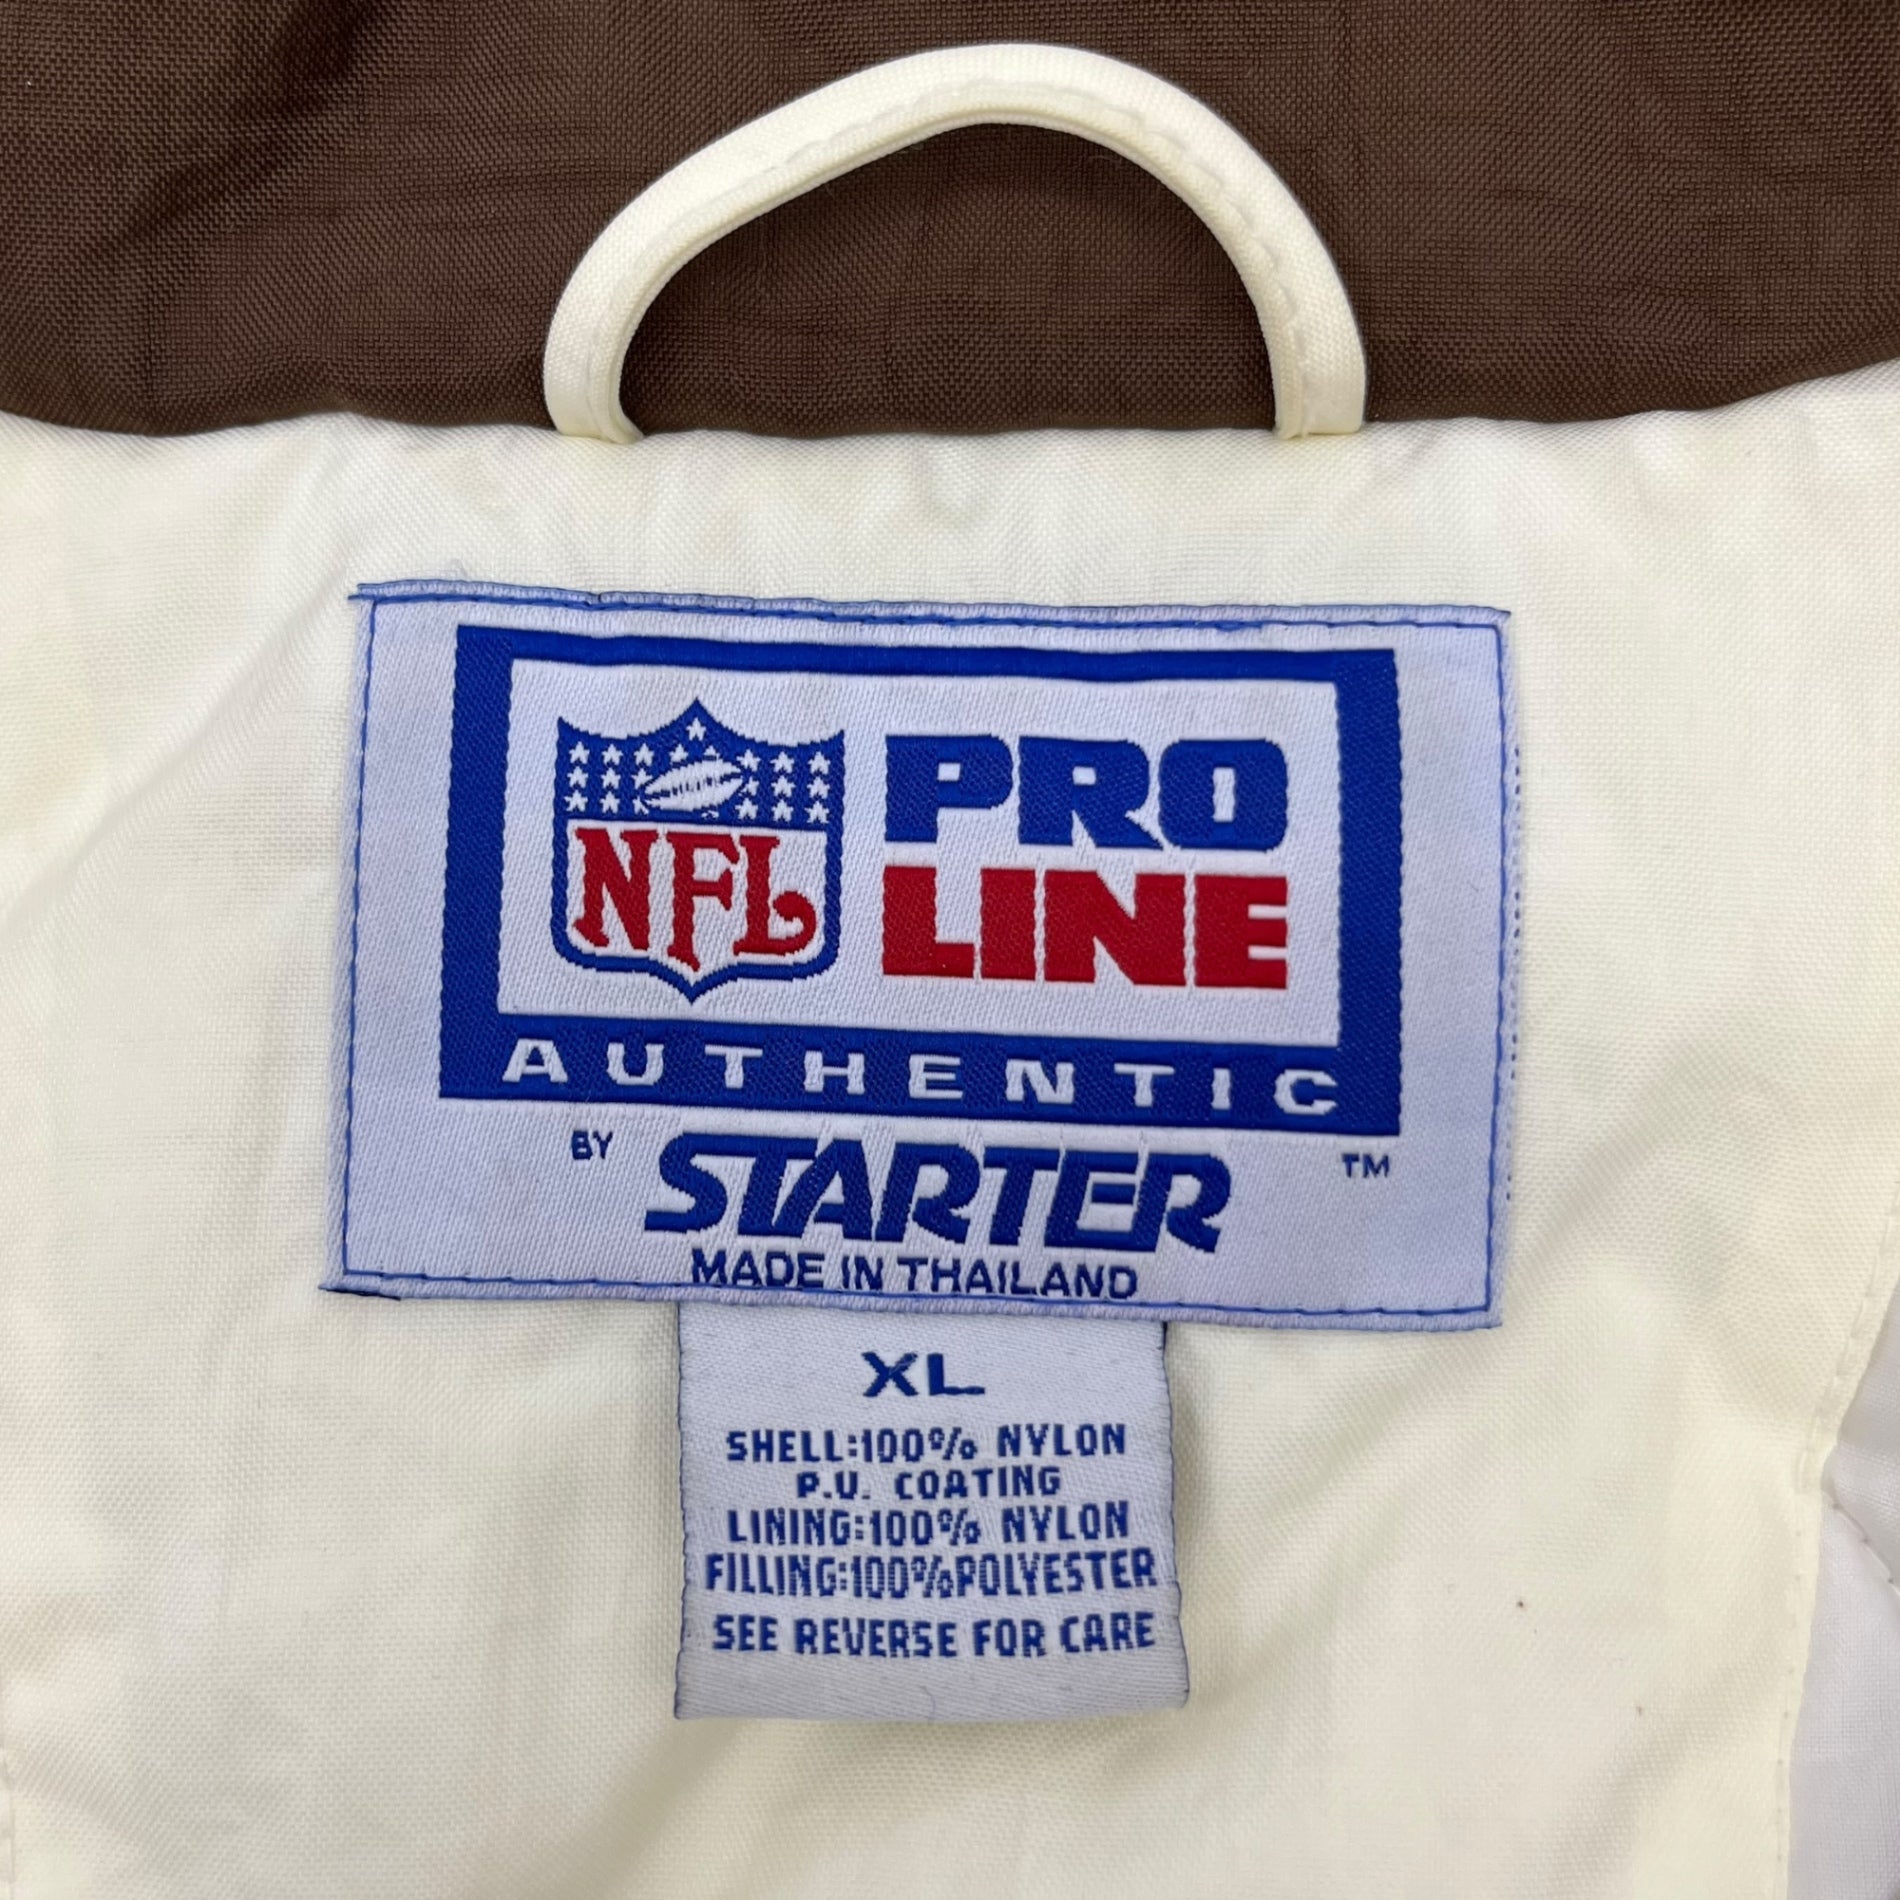 NFL
PRO
LINE
AUTHENTIC
BY STARTER TM
MADE IN THAILAND
XL
SHELL:100% NYLON
P.U. COATING
LINING:100% NYLON
FILLING:100%POLYESTER
SEE REVERSE FOR CARE